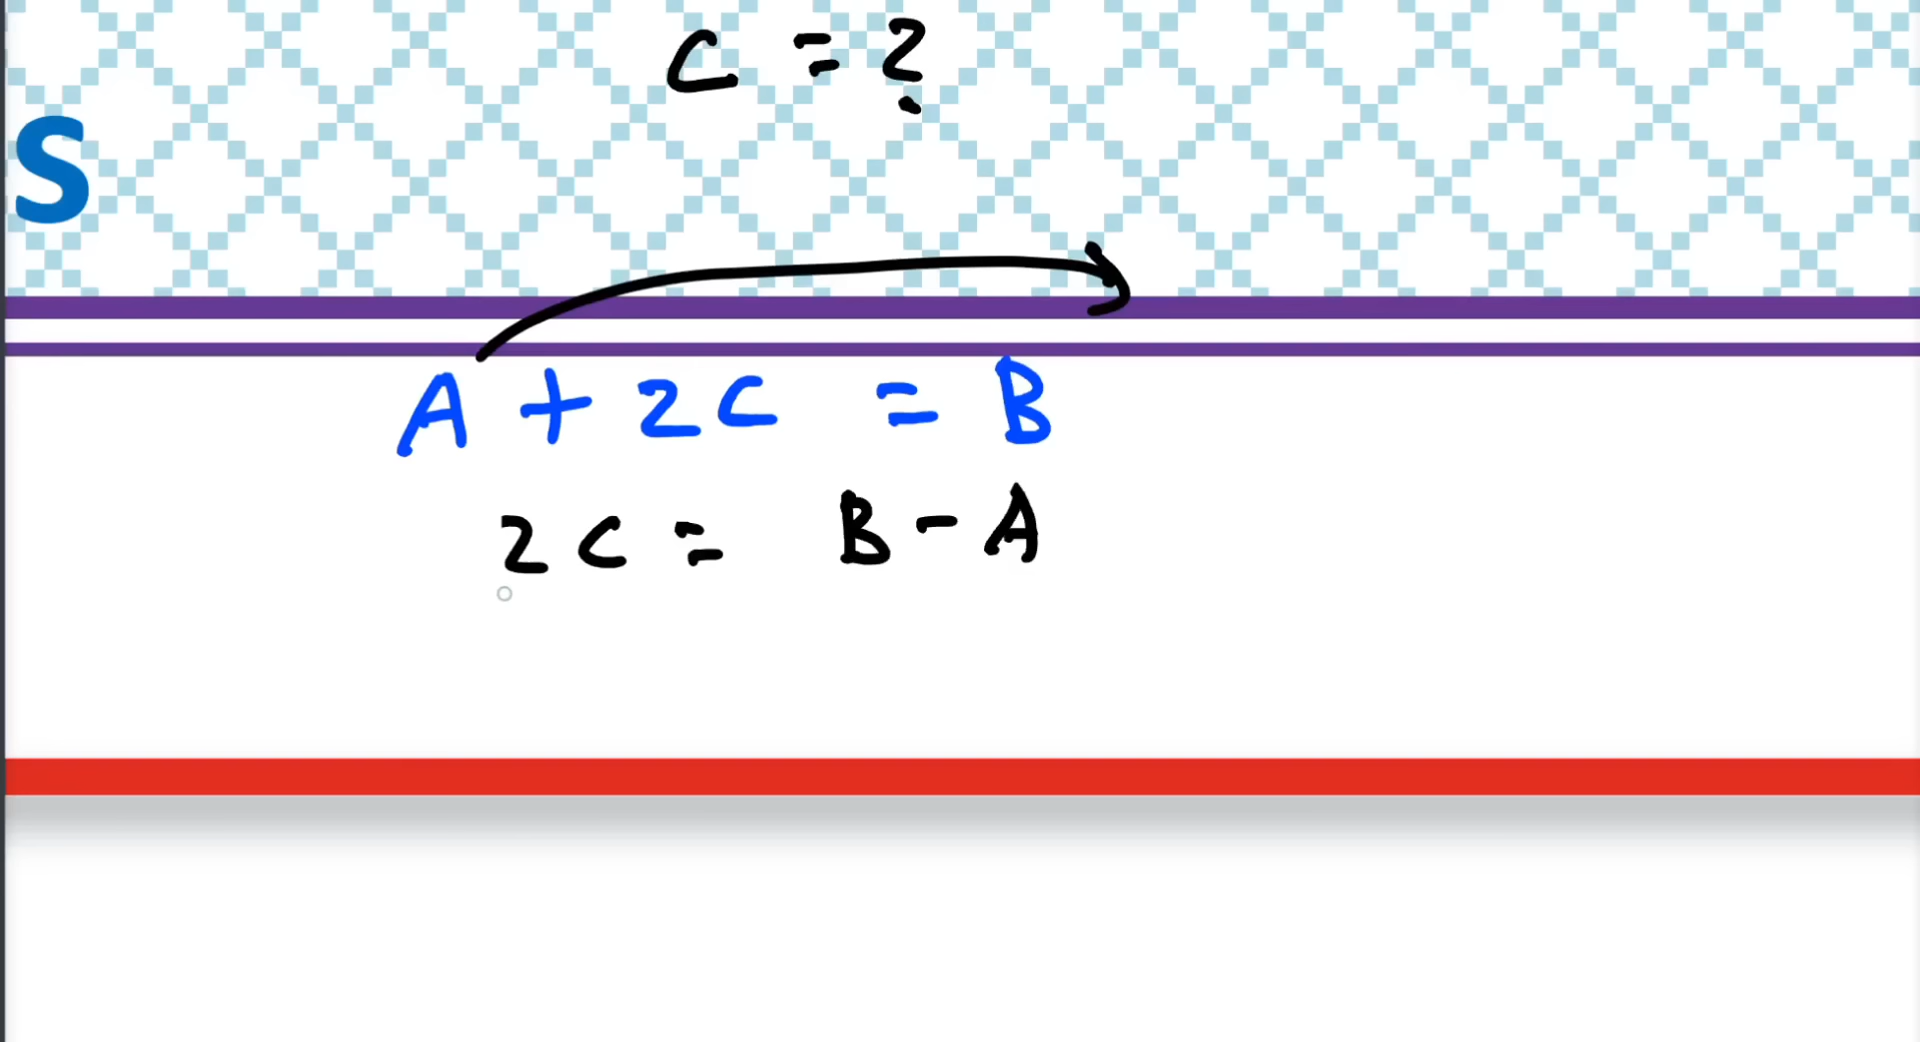 C = ?
S
A + 2C = B
2C = B - A